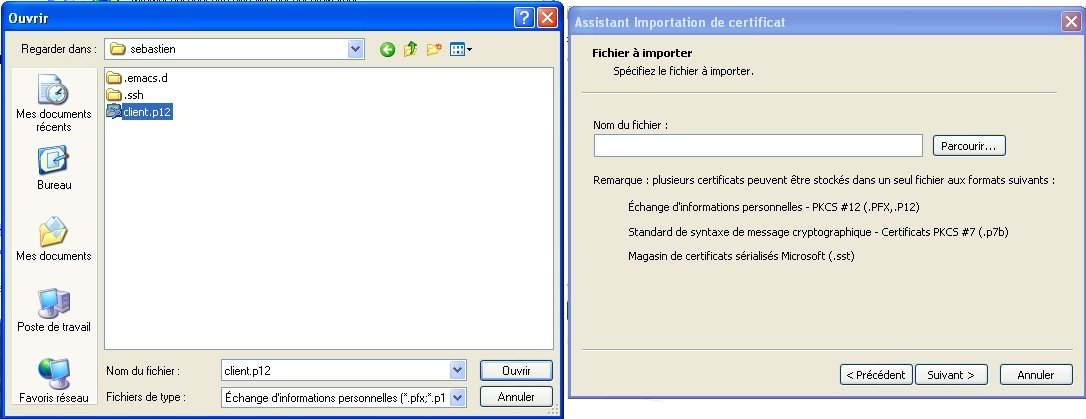 Ouvrir
Regarder dans :
sebastien
.emacs.d
.ssh
client.p12
Mes documents
récents
Bureau
Mes documents
Poste de travail
Favoris réseau
Nom du fichier :
client.p12
Ouvrir
Fichiers de type :
Échange d'informations personnelles (*.pfx;*.p1
Annuler
Assistant Importation de certificat
Fichier à importer
Spécifiez le fichier à importer.
Nom du fichier :
Parcourir...
Remarque : plusieurs certificats peuvent être stockés dans un seul fichier aux formats suivants :
Échange d'informations personnelles - PKCS #12 (.PFX,.P12)
Standard de syntaxe de message cryptographique - Certificats PKCS #7 (.p7b)
Magasin de certificats sérialisés Microsoft (.sst)
< Précédent
Suivant >
Annuler